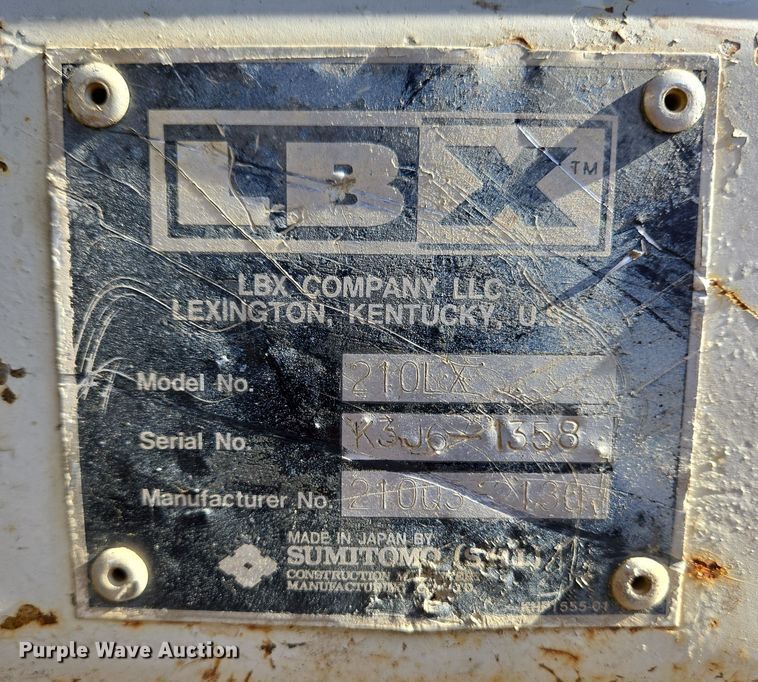 LBX™
LBX COMPANY LLC
LEXINGTON, KENTUCKY, U.S
Model No. 210LX
Serial No. K3J6-1358
Manufacturer No.
MADE IN JAPAN BY
SUMITOMO
CONSTRUCTION
MANUFACTURING
Purple Wave Auction